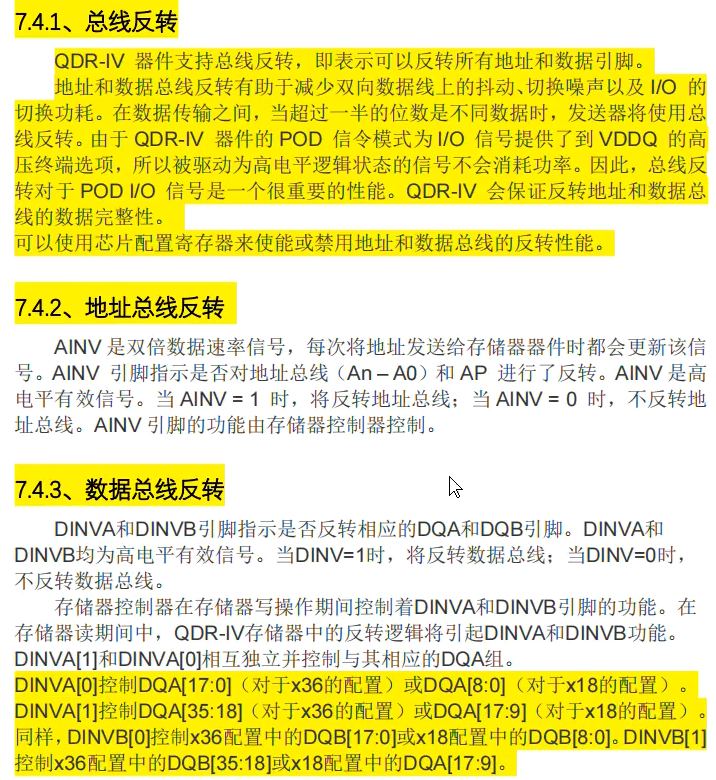 7.4.1、总线反转
QDR-IV 器件支持总线反转，即表示可以反转所有地址和数据引脚。
地址和数据总线反转有助于减少双向数据线上的抖动、切换噪声以及I/O 的
切换功耗。在数据传输之间，当超过一半的位数是不同数据时，发送器将使用总
线反转。由于 QDR-IV 器件的 POD 信令模式为 I/O 信号提供了到 VDDQ 的高
压终端选项，所以被驱动为高电平逻辑状态的信号不会消耗功率。因此，总线反
转对于 POD I/O 信号是一个很重要的性能。QDR-IV 会保证反转地址和数据总
线的数据完整性。
可以使用芯片配置寄存器来使能或禁用地址和数据总线的反转性能。
7.4.2、地址总线反转
AINV 是双倍数据速率信号，每次将地址发送给存储器器件时都会更新该信
号。AINV 引脚指示是否对地址总线（An – A0）和 AP 进行了反转。AINV 是高
电平有效信号。当 AINV = 1 时，将反转地址总线；当 AINV = 0 时，不反转地
址总线。AINV 引脚的功能由存储器控制器控制。
7.4.3、数据总线反转
DINVA和DINVB引脚指示是否反转相应的DQA和DQB引脚。DINVA和
DINVB均为高电平有效信号。当DINV=1时，将反转数据总线；当DINV=0时，
不反转数据总线。
存储器控制器在存储器写操作期间控制着DINVA和DINVB引脚的功能。在
存储器读期间中，QDR-IV存储器中的反转逻辑将引起DINVA和DINVB功能。
DINVA[1]和DINVA[0]相互独立并控制与其相应的DQA组。
DINVA[0]控制DQA[17:0]（对于x36的配置）或DQA[8:0]（对于x18的配置）。
DINVA[1]控制DQA[35:18]（对于x36的配置）或DQA[17:9]（对于x18的配置）。
同样，DINVB[0]控制x36配置中的DQB[17:0]或x18配置中的DQB[8:0]。DINVB[1]
控制x36配置中的DQB[35:18]或x18配置中的DQA[17:9]。